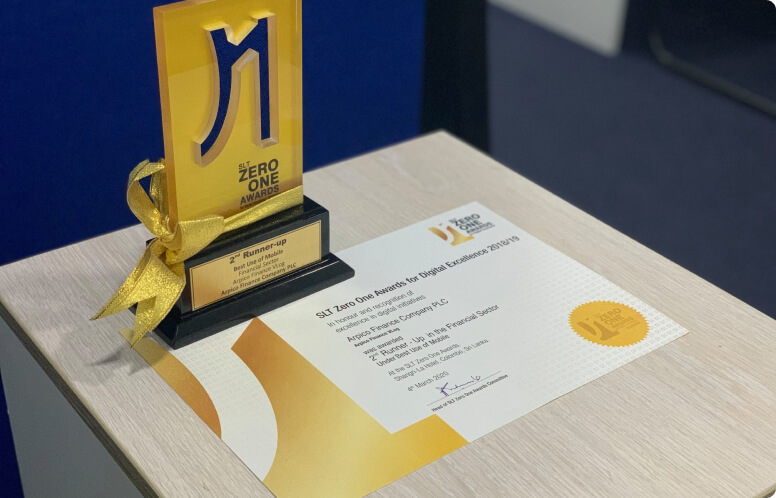 SLT
ZERO
ONE
AWARDS
2nd Runner-up
Best Use of Mobile
Financial Sector
Arpico Finance VLog
Arpico Finance Company PLC
SLT
ZERO
ONE
AWARDS
SLT Zero One Awards for Digital Excellence 2018/19
In honour and recognition of
excellence in digital initiatives
Arpico Finance Company PLC
Arpico Finance VLog
was awarded
2nd Runner - Up in the Financial Sector
Under Best Use of Mobile
At the SLT Zero One Awards
Shangri-La Hotel, Colombo, Sri Lanka
4th March 2020
Head of SLT Zero One Awards Committee
ZERO
ONE